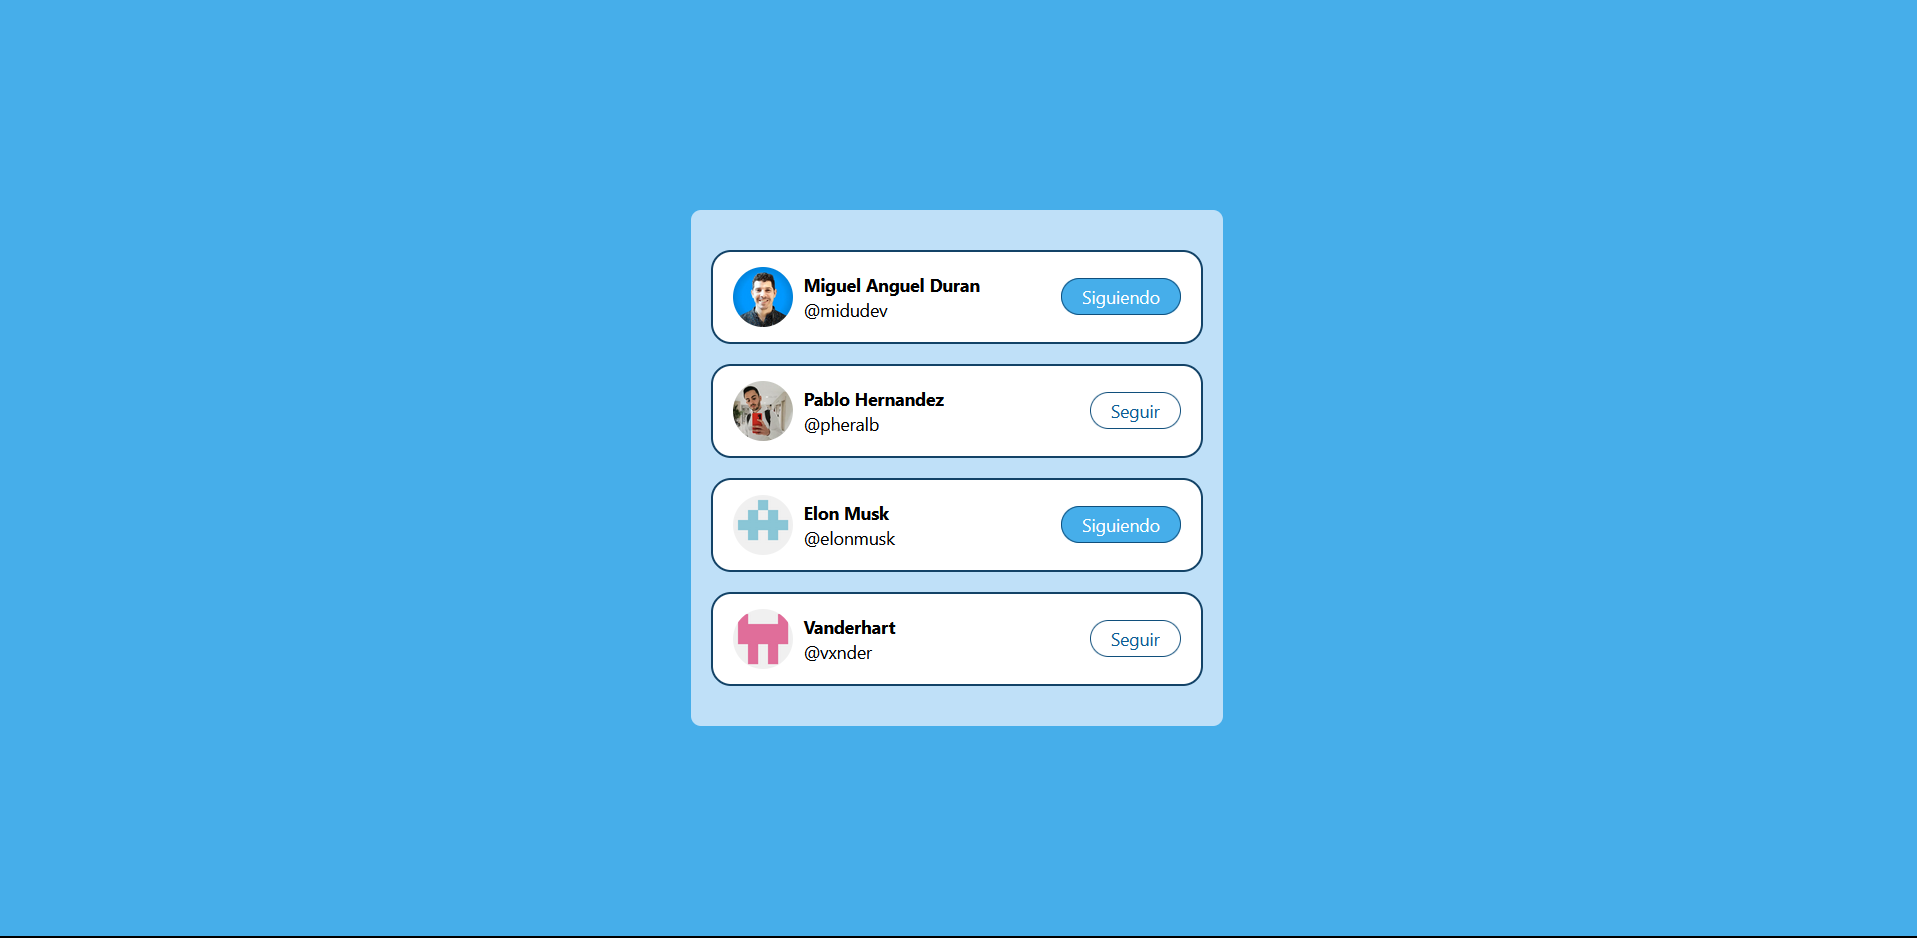 Miguel Anguel Duran
@midudev
Siguiendo
Pablo Hernandez
@pheralb
Seguir
Elon Musk
@elonmusk
Siguiendo
Vanderhart
@vxnder
Seguir